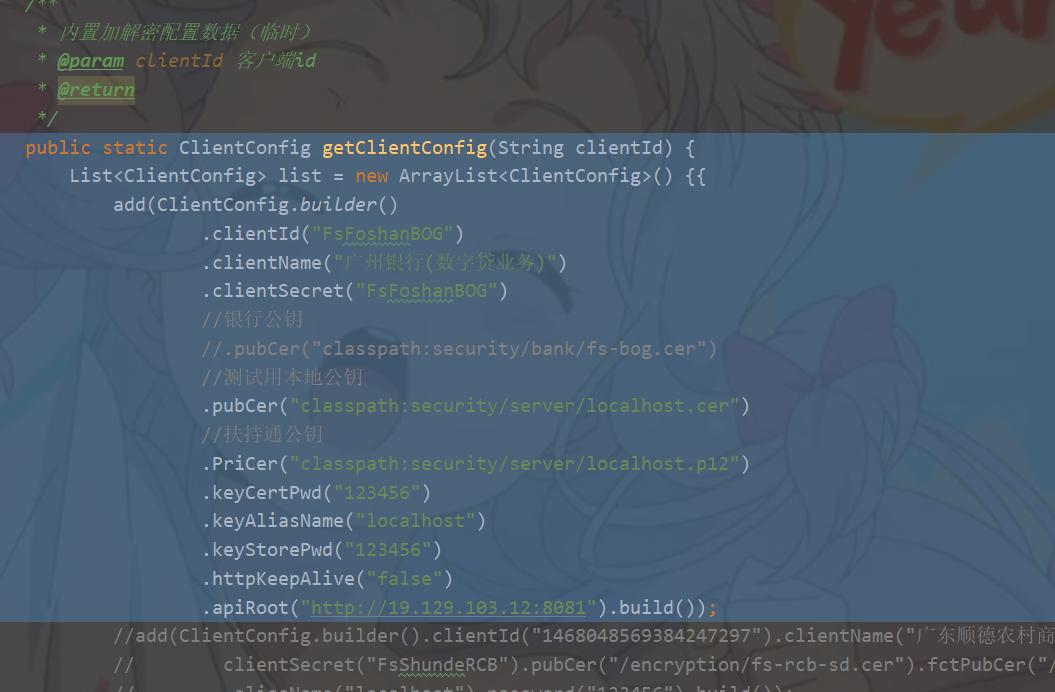 /**
* 内置加解密配置数据（临时）
* @param clientId 客户端id
* @return
*/
public static ClientConfig getClientConfig(String clientId) {
List<ClientConfig> list = new ArrayList<ClientConfig>() {{
add(ClientConfig.builder()
.clientId("FsFoshanBOG")
.clientName("广州银行(数字贷业务)")
.clientSecret("FsFoshanBOG")
//银行公钥
//.pubCer("classpath:security/bank/fs-bog.cer")
//测试用本地公钥
.pubCer("classpath:security/server/localhost.cer")
//扶持通公钥
.PriCer("classpath:security/server/localhost.p12")
.keyCertPwd("123456")
.keyAliasName("localhost")
.keyStorePwd("123456")
.httpKeepAlive("false")
.apiRoot("http://19.129.103.12:8081").build());
//add(ClientConfig.builder().clientId("1468048569384247297").clientName("广东顺德农村商
// clientSecret("FsShundeRCB").pubCer("/encryption/fs-rcb-sd.cer").fctPubCer("/
// aliasName("localhost").password("123456").build());
Yeah